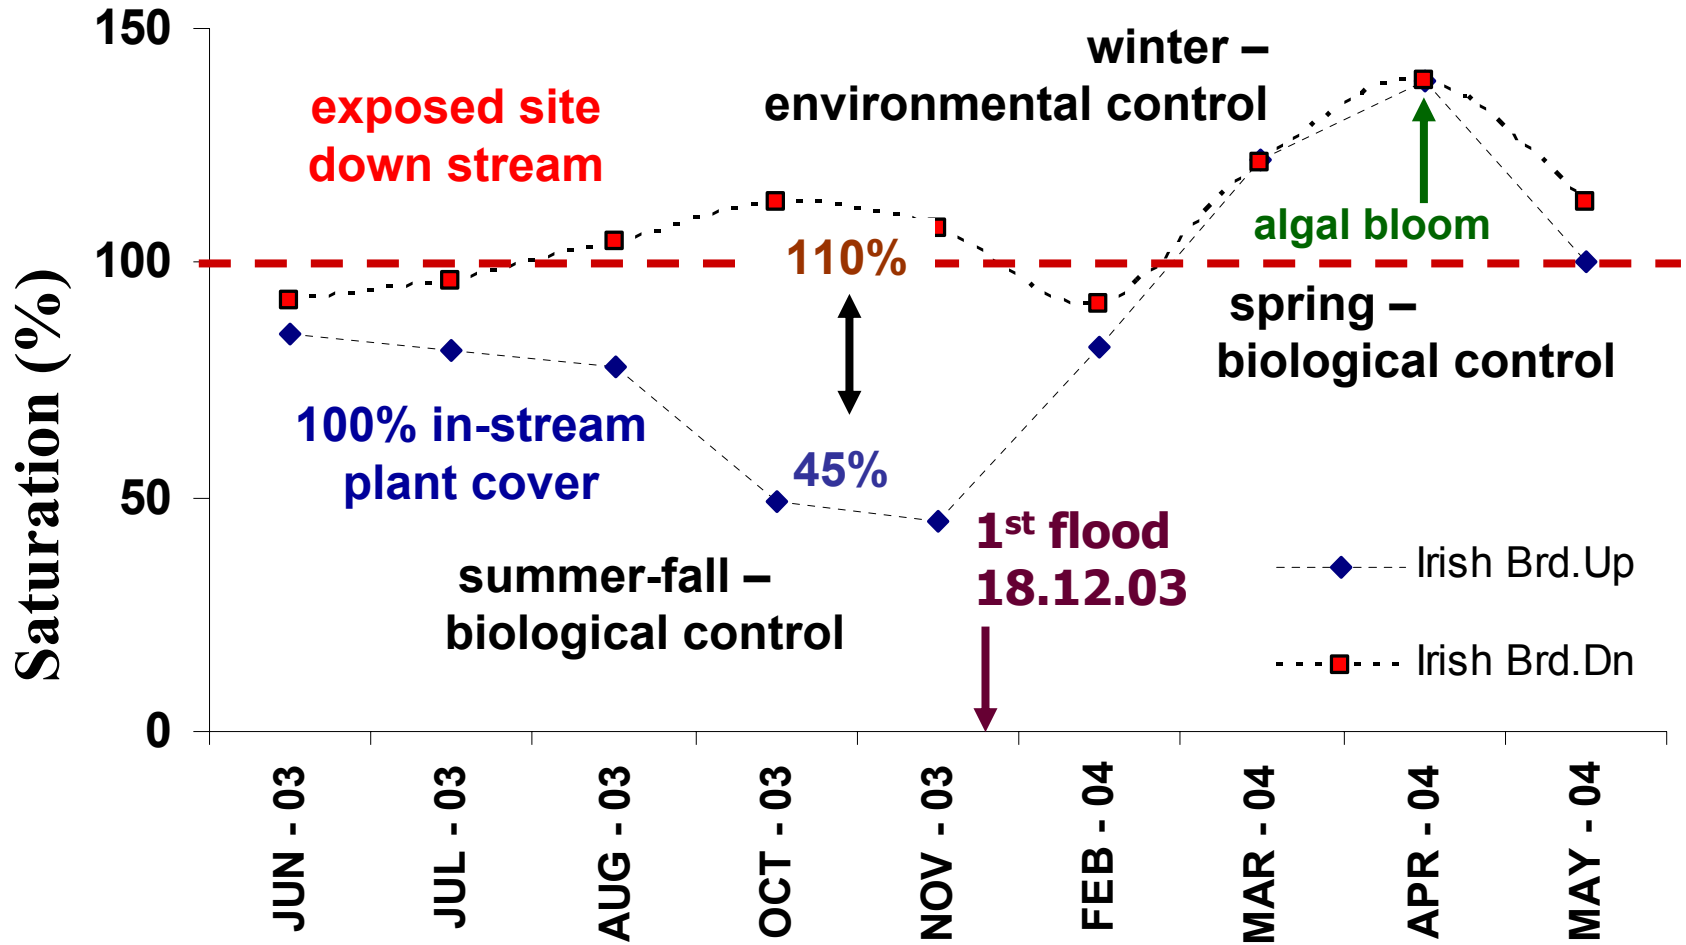 150
100
50
0
Saturation (%)
exposed site
down stream
winter –
environmental control
algal bloom
110%
45%
spring –
biological control
100% in-stream
plant cover
summer-fall –
biological control
1st flood
18.12.03
Irish Brd.Up
Irish Brd.Dn
JUN - 03
JUL - 03
AUG - 03
OCT - 03
NOV - 03
FEB - 04
MAR - 04
APR - 04
MAY - 04